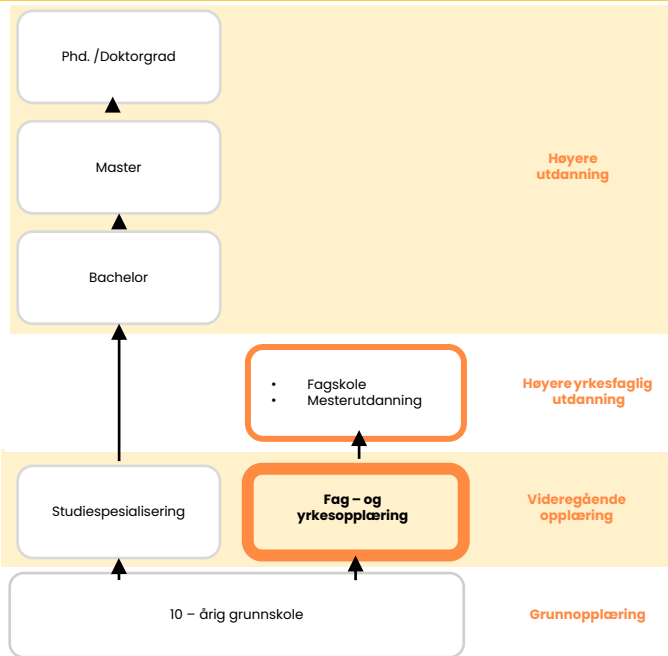 Phd. /Doktorgrad
Master
Høyere
utdanning
Bachelor
• Fagskole
• Mesterutdanning
Høyere yrkesfaglig
utdanning
Studiespesialisering
Fag – og
yrkesopplæring
Videregående
opplæring
10 – årig grunnskole
Grunnopplæring